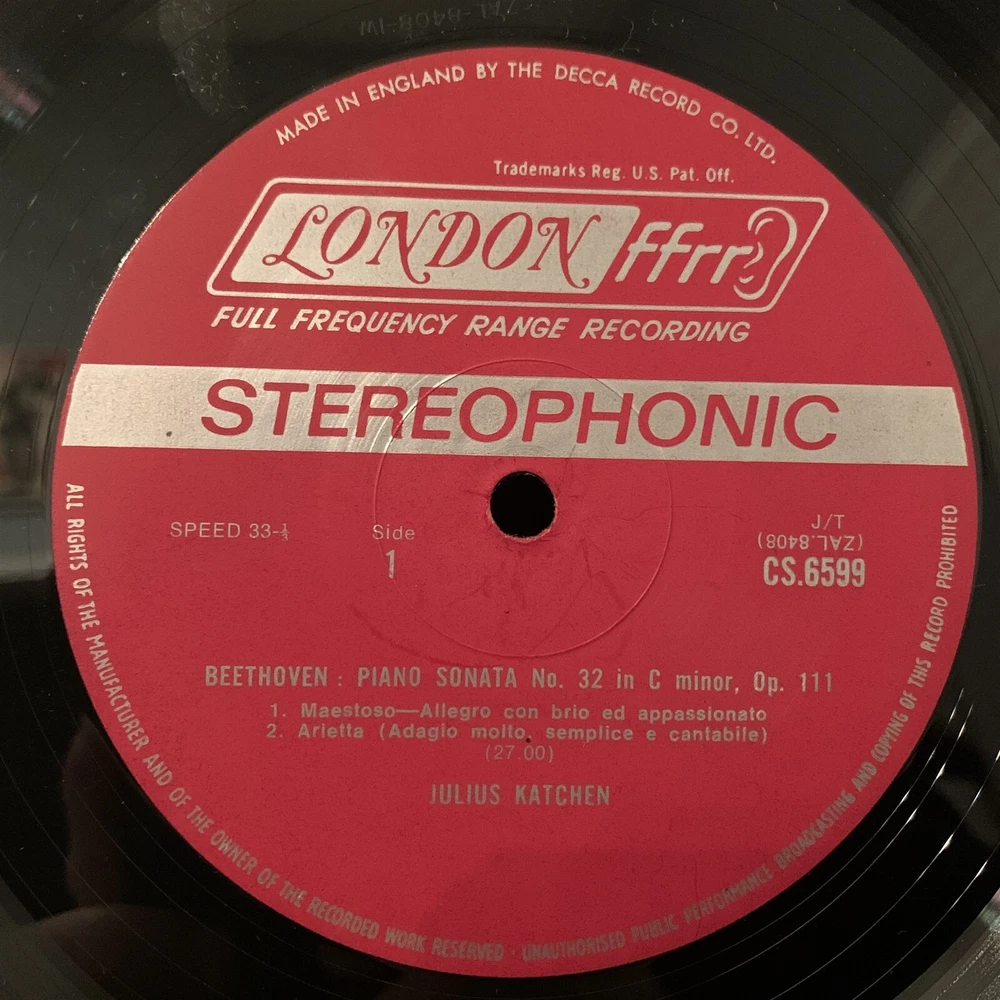 MADE IN ENGLAND BY THE DECCA RECORD CO. LTD.
Trademarks Reg. U.S. Pat. Off.
LONDON ffrr
FULL FREQUENCY RANGE RECORDING
STEREOPHONIC
SPEED 33-⅓
Side
1
J/T
(ZAL.8408)
CS.6599
BEETHOVEN : PIANO SONATA No. 32 in C minor, Op. 111
1. Maestoso—Allegro con brio ed appassionato
2. Arietta (Adagio molto, semplice e cantabile)
(27.00)
JULIUS KATCHEN
ALL RIGHTS OF THE MANUFACTURER AND OF THE OWNER OF THE RECORDED WORK RESERVED · UNAUTHORISED PUBLIC PERFORMANCE BROADCASTING AND COPYING OF THIS RECORD PROHIBITED